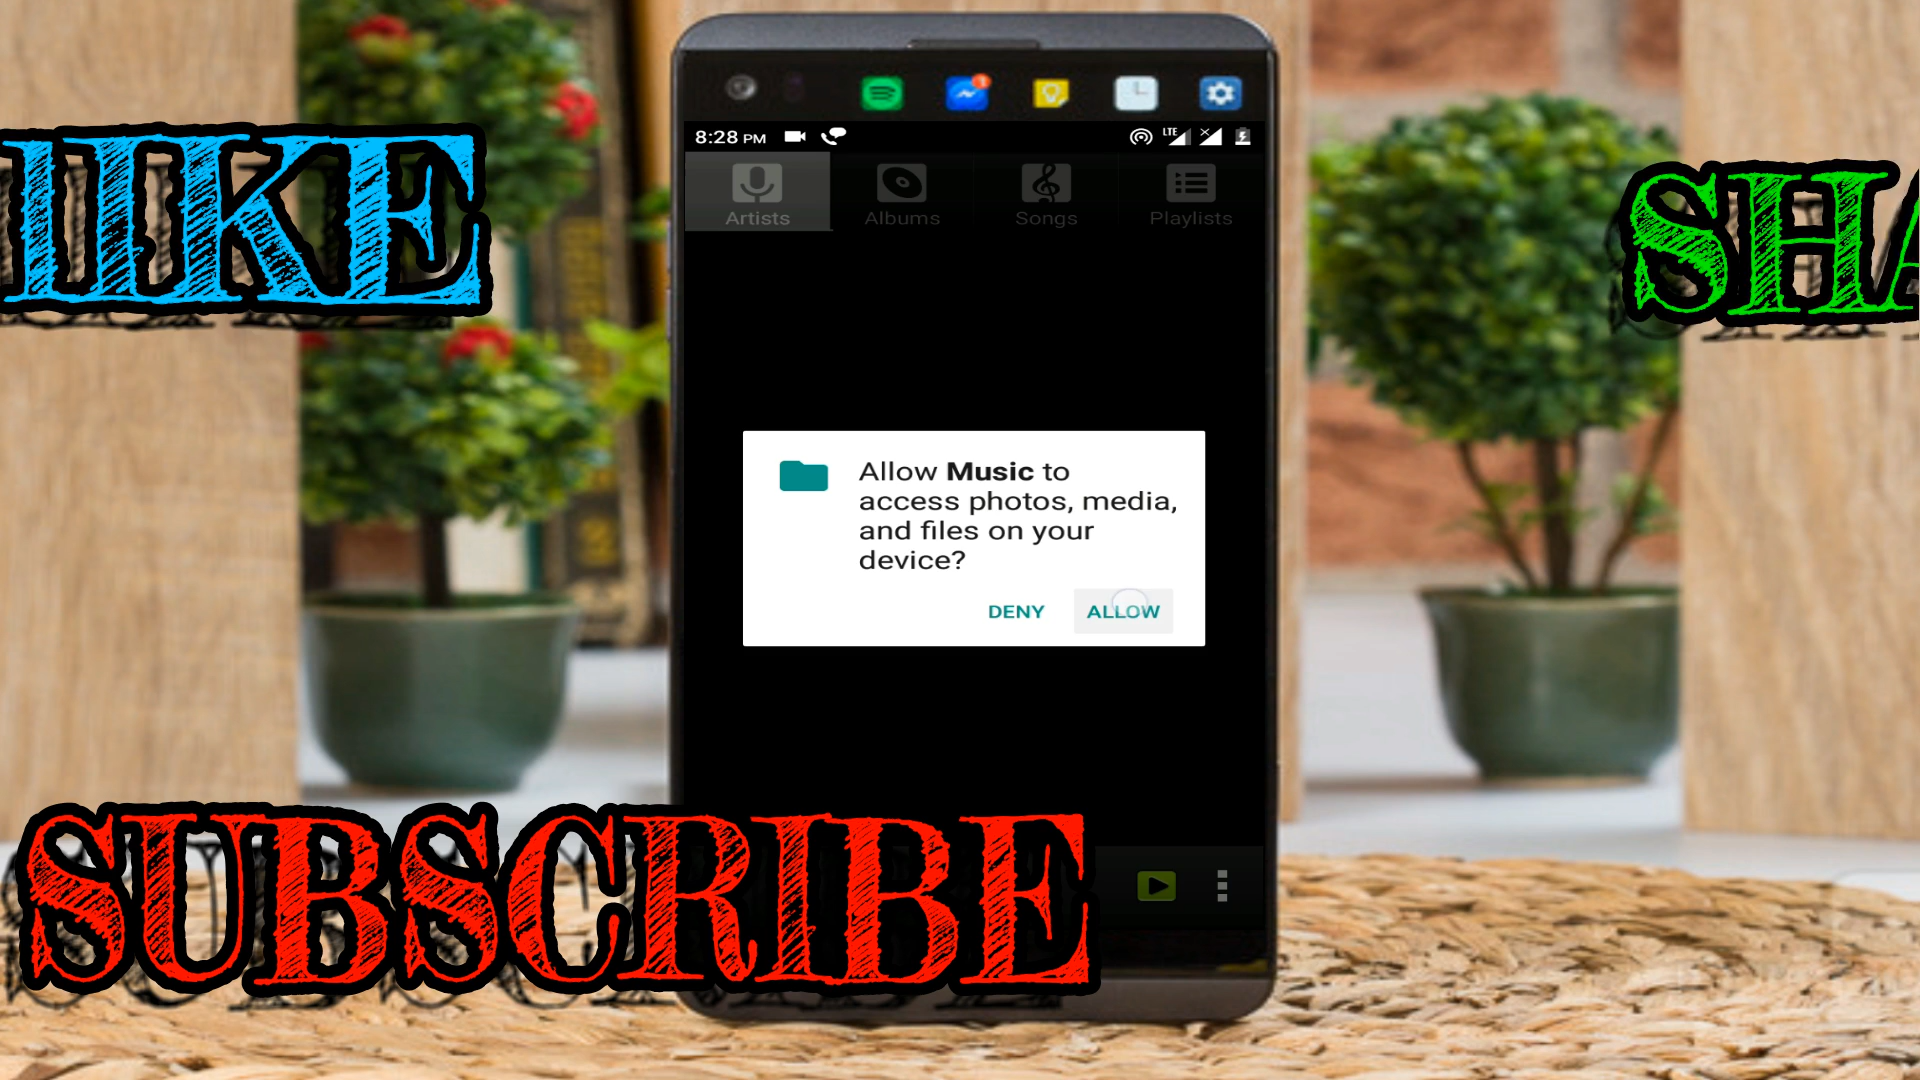 8:28 PM
LTE
Artists Albums Songs Playlists
LIKE
SHA
Allow Music to
access photos, media,
and files on your
device?
DENY ALLOW
SUBSCRIBE